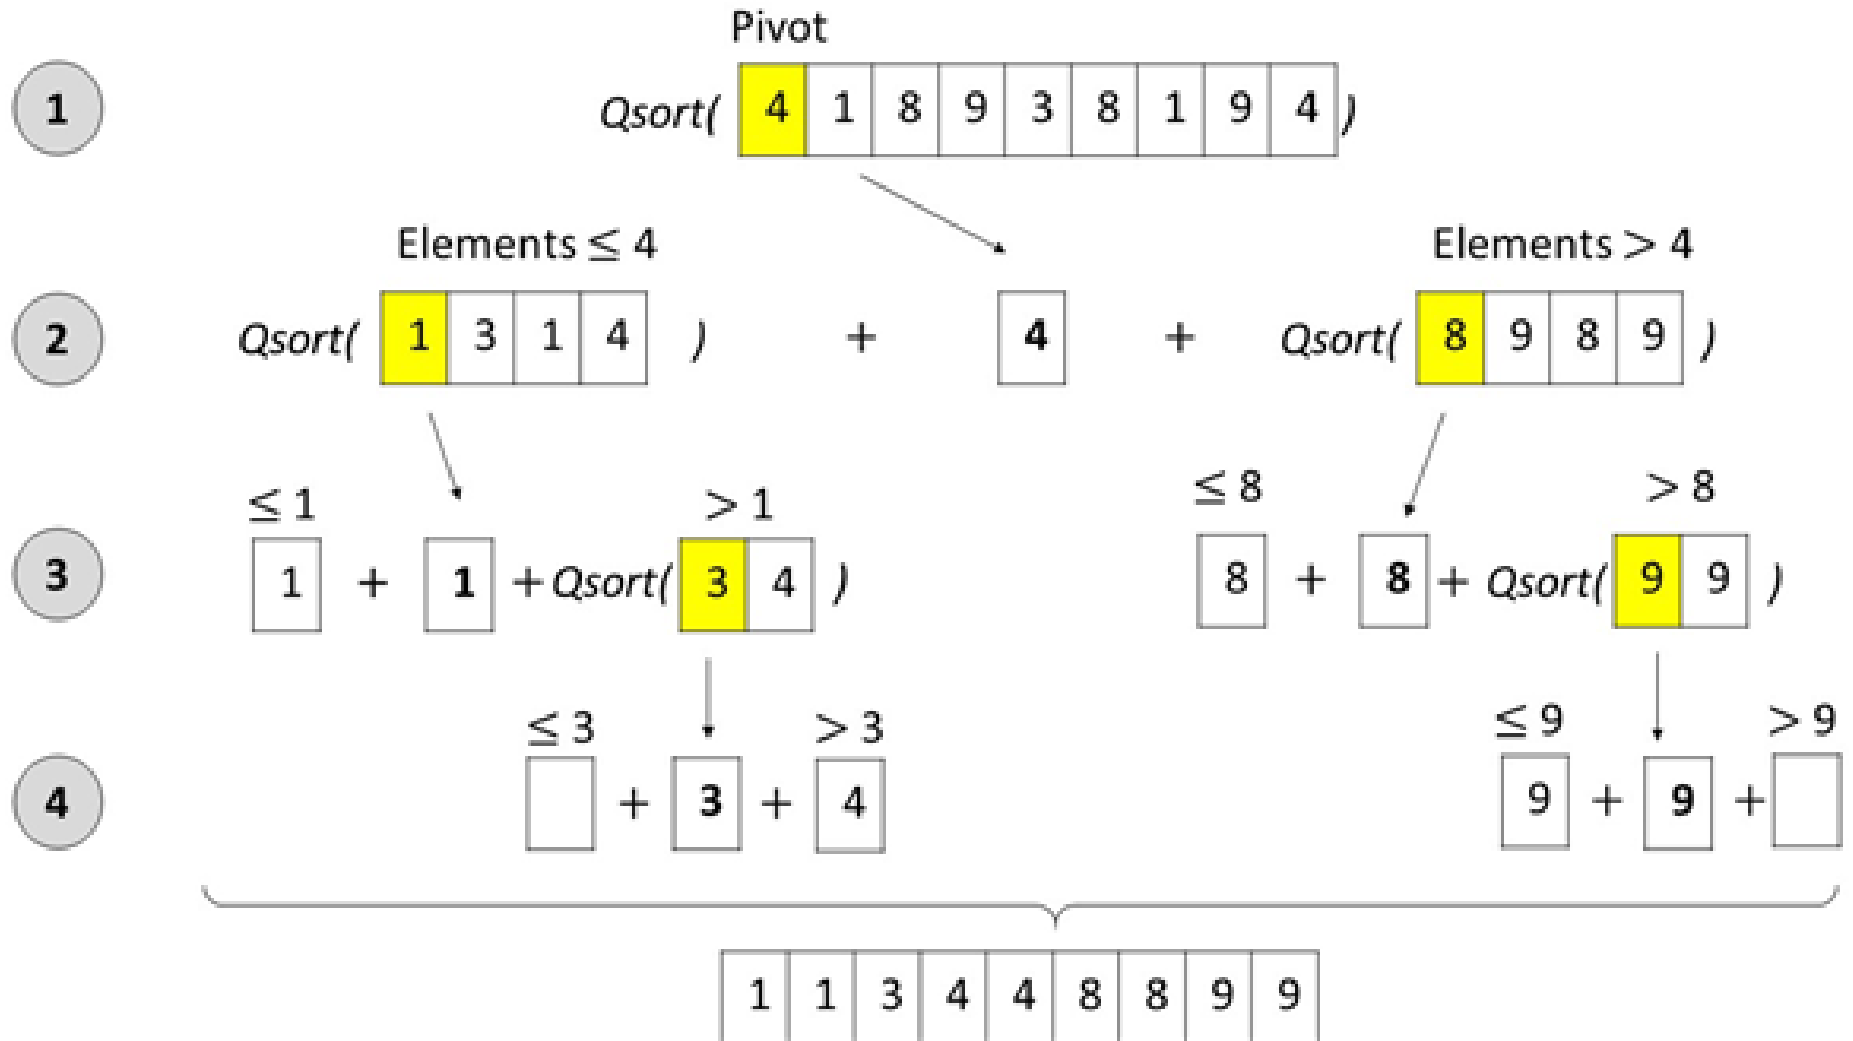 Pivot
1 Qsort( 4 1 8 9 3 8 1 9 4 )
Elements ≤ 4 Elements > 4
2 Qsort( 1 3 1 4 ) + 4 + Qsort( 8 9 8 9 )
≤ 1 > 1 ≤ 8 > 8
3 1 + 1 + Qsort( 3 4 ) 8 + 8 + Qsort( 9 9 )
≤ 3 > 3 ≤ 9 > 9
4 + 3 + 4 9 + 9 +
1 1 3 4 4 8 8 9 9